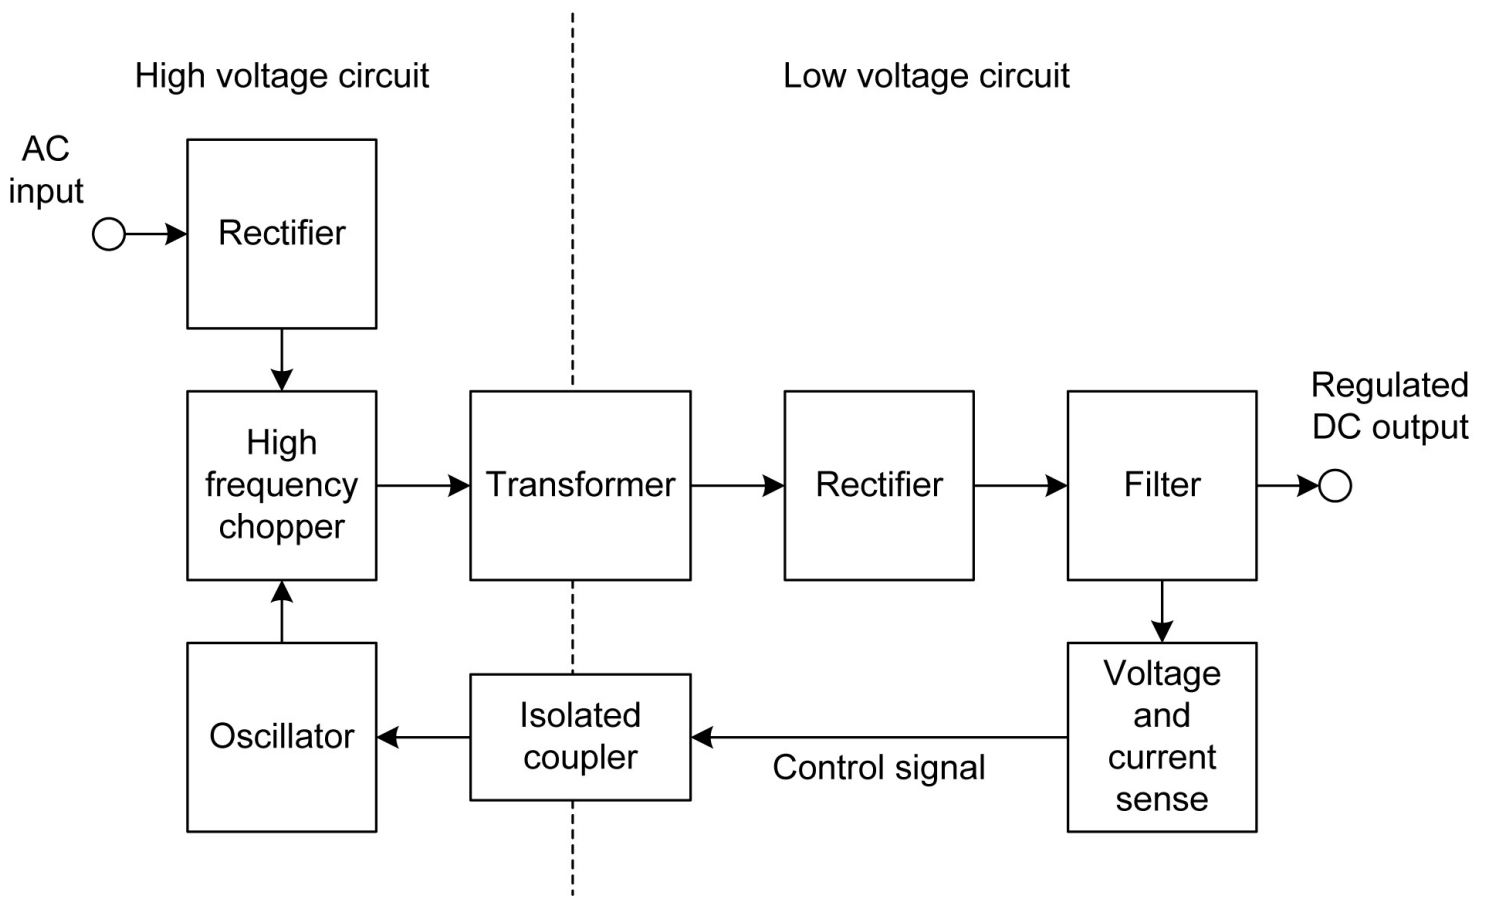 High voltage circuit
Low voltage circuit
AC
input
Rectifier
High
frequency
chopper
Transformer
Rectifier
Filter
Regulated
DC output
Oscillator
Isolated
coupler
Control signal
Voltage
and
current
sense